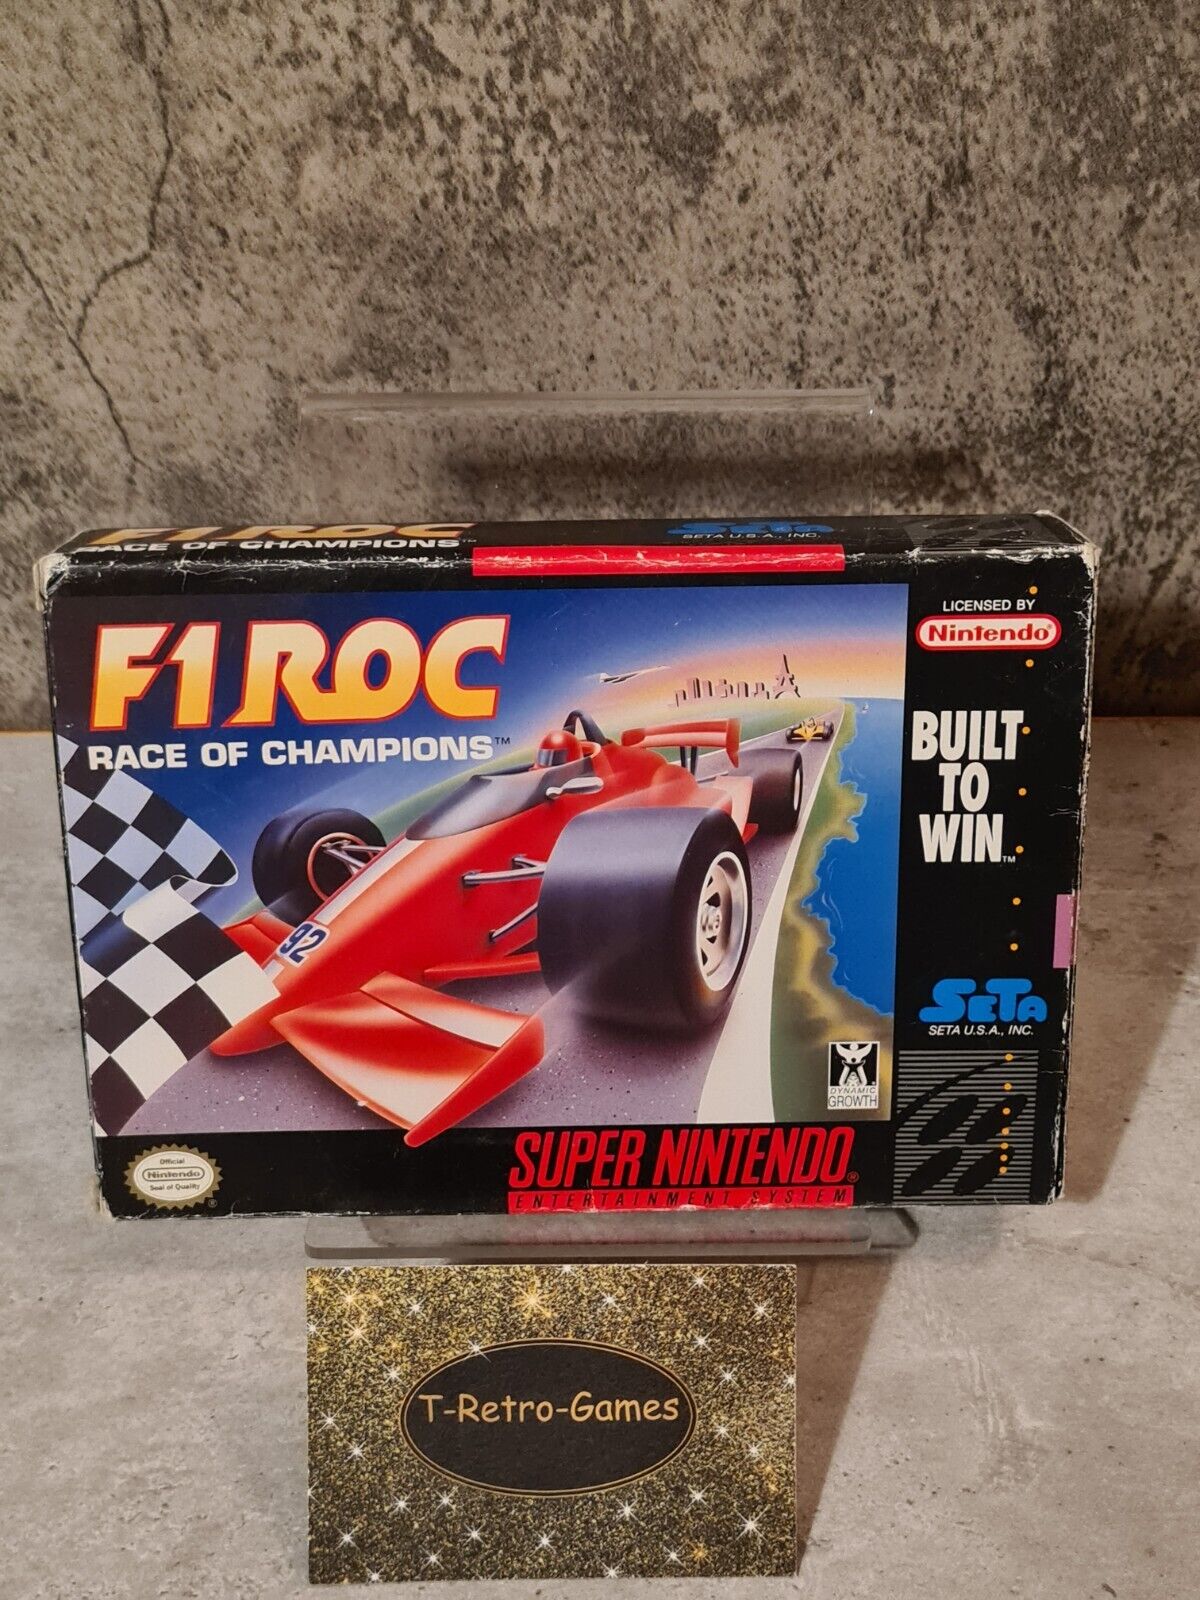 F1 ROC
RACE OF CHAMPIONS™
SETA
SETA U.S.A., INC.
F1 ROC
RACE OF CHAMPIONS™
92
LICENSED BY
Nintendo®
BUILT
TO
WIN™
SETA
SETA U.S.A., INC.
DYNAMIC
GROWTH
Official
Nintendo
Seal of Quality
®
SUPER NINTENDO®
ENTERTAINMENT SYSTEM
T-Retro-Games